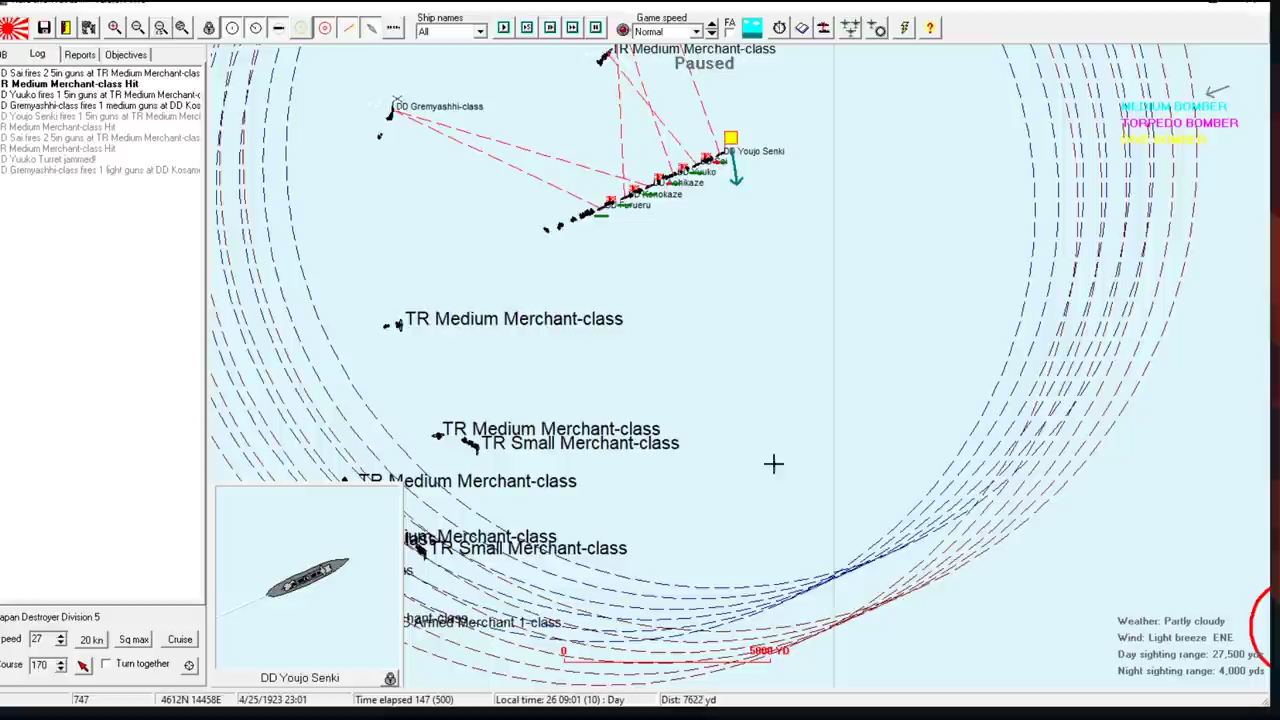 Ship names
Game speed
FA
All
Normal
Log
Reports
Objectives
D Sai fires 2 5in guns at TR Medium Merchant-clas
R Medium Merchant-class Hit
D Yuuko fires 1 5in guns at TR Medium Merchant-c
D Gremyashhi-class fires 1 medium guns at DD Kos
D Youjo Senki fires 1 5in guns at TR Medium Merci
R Medium Merchant-class Hit
D Sai fires 2 5in guns at TR Medium Merchant-clas
R Medium Merchant-class Hit
D Yuuko Turret jammed!
D Gremyashhi-class fires 1 light guns at DD Kosam
TR Medium Merchant-class
Paused
DD Gremyashhi-class
MEDIUM BOMBER
TORPEDO BOMBER
DD Youjo Senki
DD Furueru
TR Medium Merchant-class
TR Medium Merchant-class
TR Small Merchant-class
TR Medium Merchant-class
ium Merchant-class
TR Small Merchant-class
Armed Merchant 1-class
0
5000 YD
Weather: Partly cloudy
Wind: Light breeze ENE
Day sighting range: 27,500 yds
Night sighting range: 4,000 yds
apan Destroyer Division 5
peed 27
20 kn
Sq max
Cruise
Course 170
Turn together
DD Youjo Senki
747
4612N 14458E
4/25/1923 23:01
Time elapsed 147 (500)
Local time: 26 09:01 (10) : Day
Dist: 7622 yd